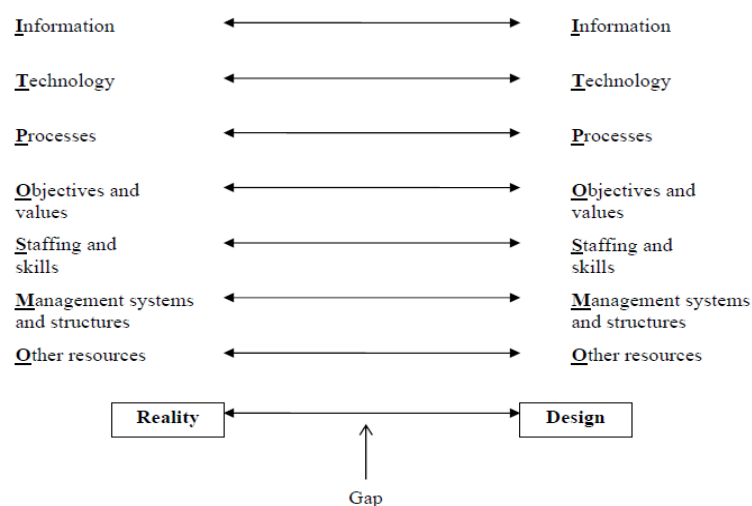 Information Information
Technology Technology
Processes Processes
Objectives and Objectives and
values values
Staffing and Staffing and
skills skills
Management systems Management systems
and structures and structures
Other resources Other resources
Reality Design
Gap